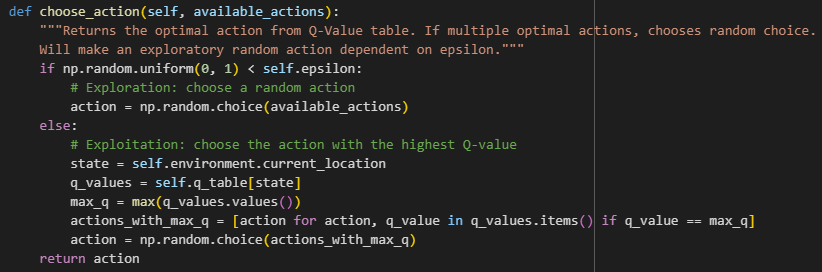 def choose_action(self, available_actions):
    """Returns the optimal action from Q-Value table. If multiple optimal actions, chooses random choice.
    Will make an exploratory random action dependent on epsilon."""
    if np.random.uniform(0, 1) < self.epsilon:
        # Exploration: choose a random action
        action = np.random.choice(available_actions)
    else:
        # Exploitation: choose the action with the highest Q-value
        state = self.environment.current_location
        q_values = self.q_table[state]
        max_q = max(q_values.values())
        actions_with_max_q = [action for action, q_value in q_values.items() if q_value == max_q]
        action = np.random.choice(actions_with_max_q)
    return action